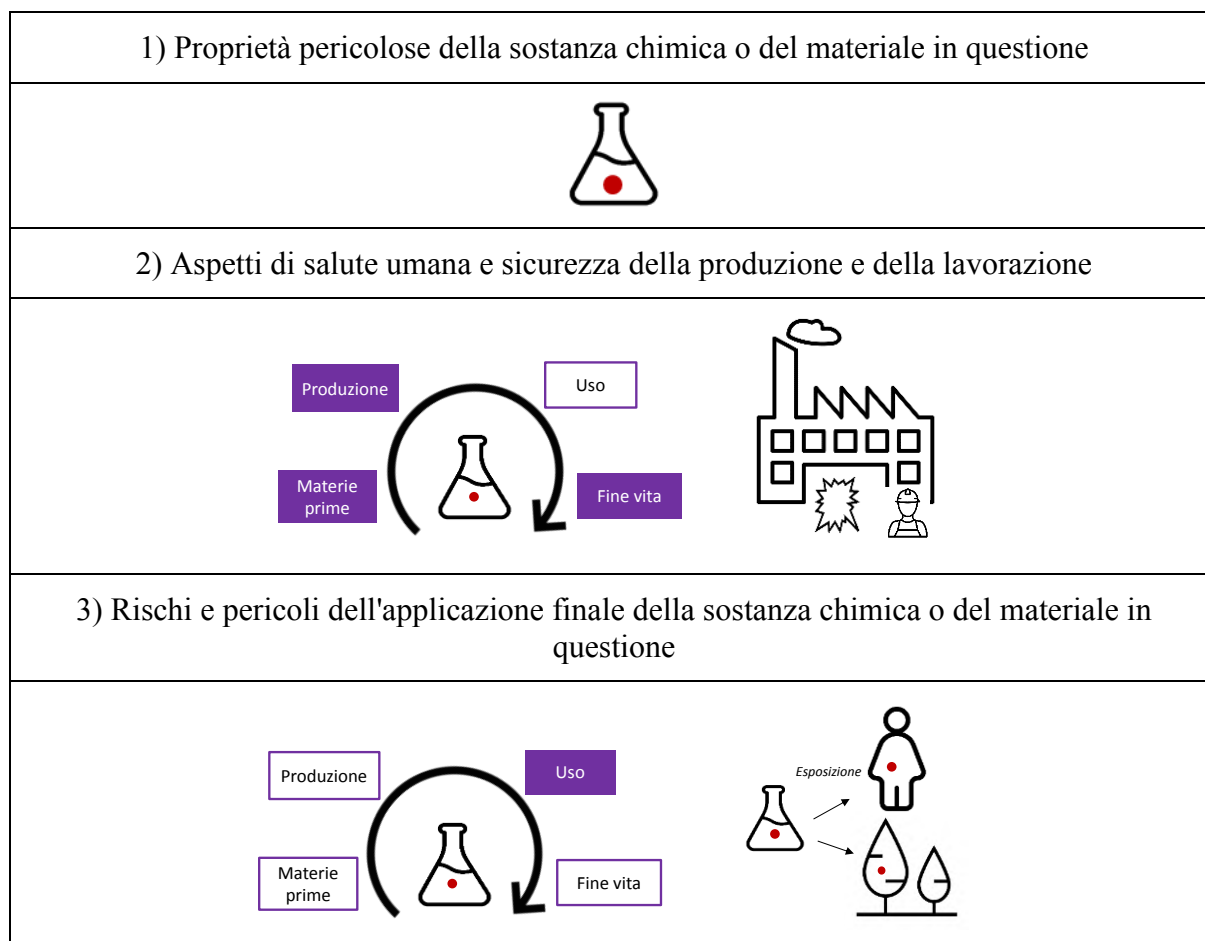 1) Proprietà pericolose della sostanza chimica o del materiale in questione
2) Aspetti di salute umana e sicurezza della produzione e della lavorazione
Produzione
Uso
Materie
prime
Fine vita
3) Rischi e pericoli dell'applicazione finale della sostanza chimica o del materiale in
questione
Produzione
Uso
Materie
prime
Fine vita
Esposizione